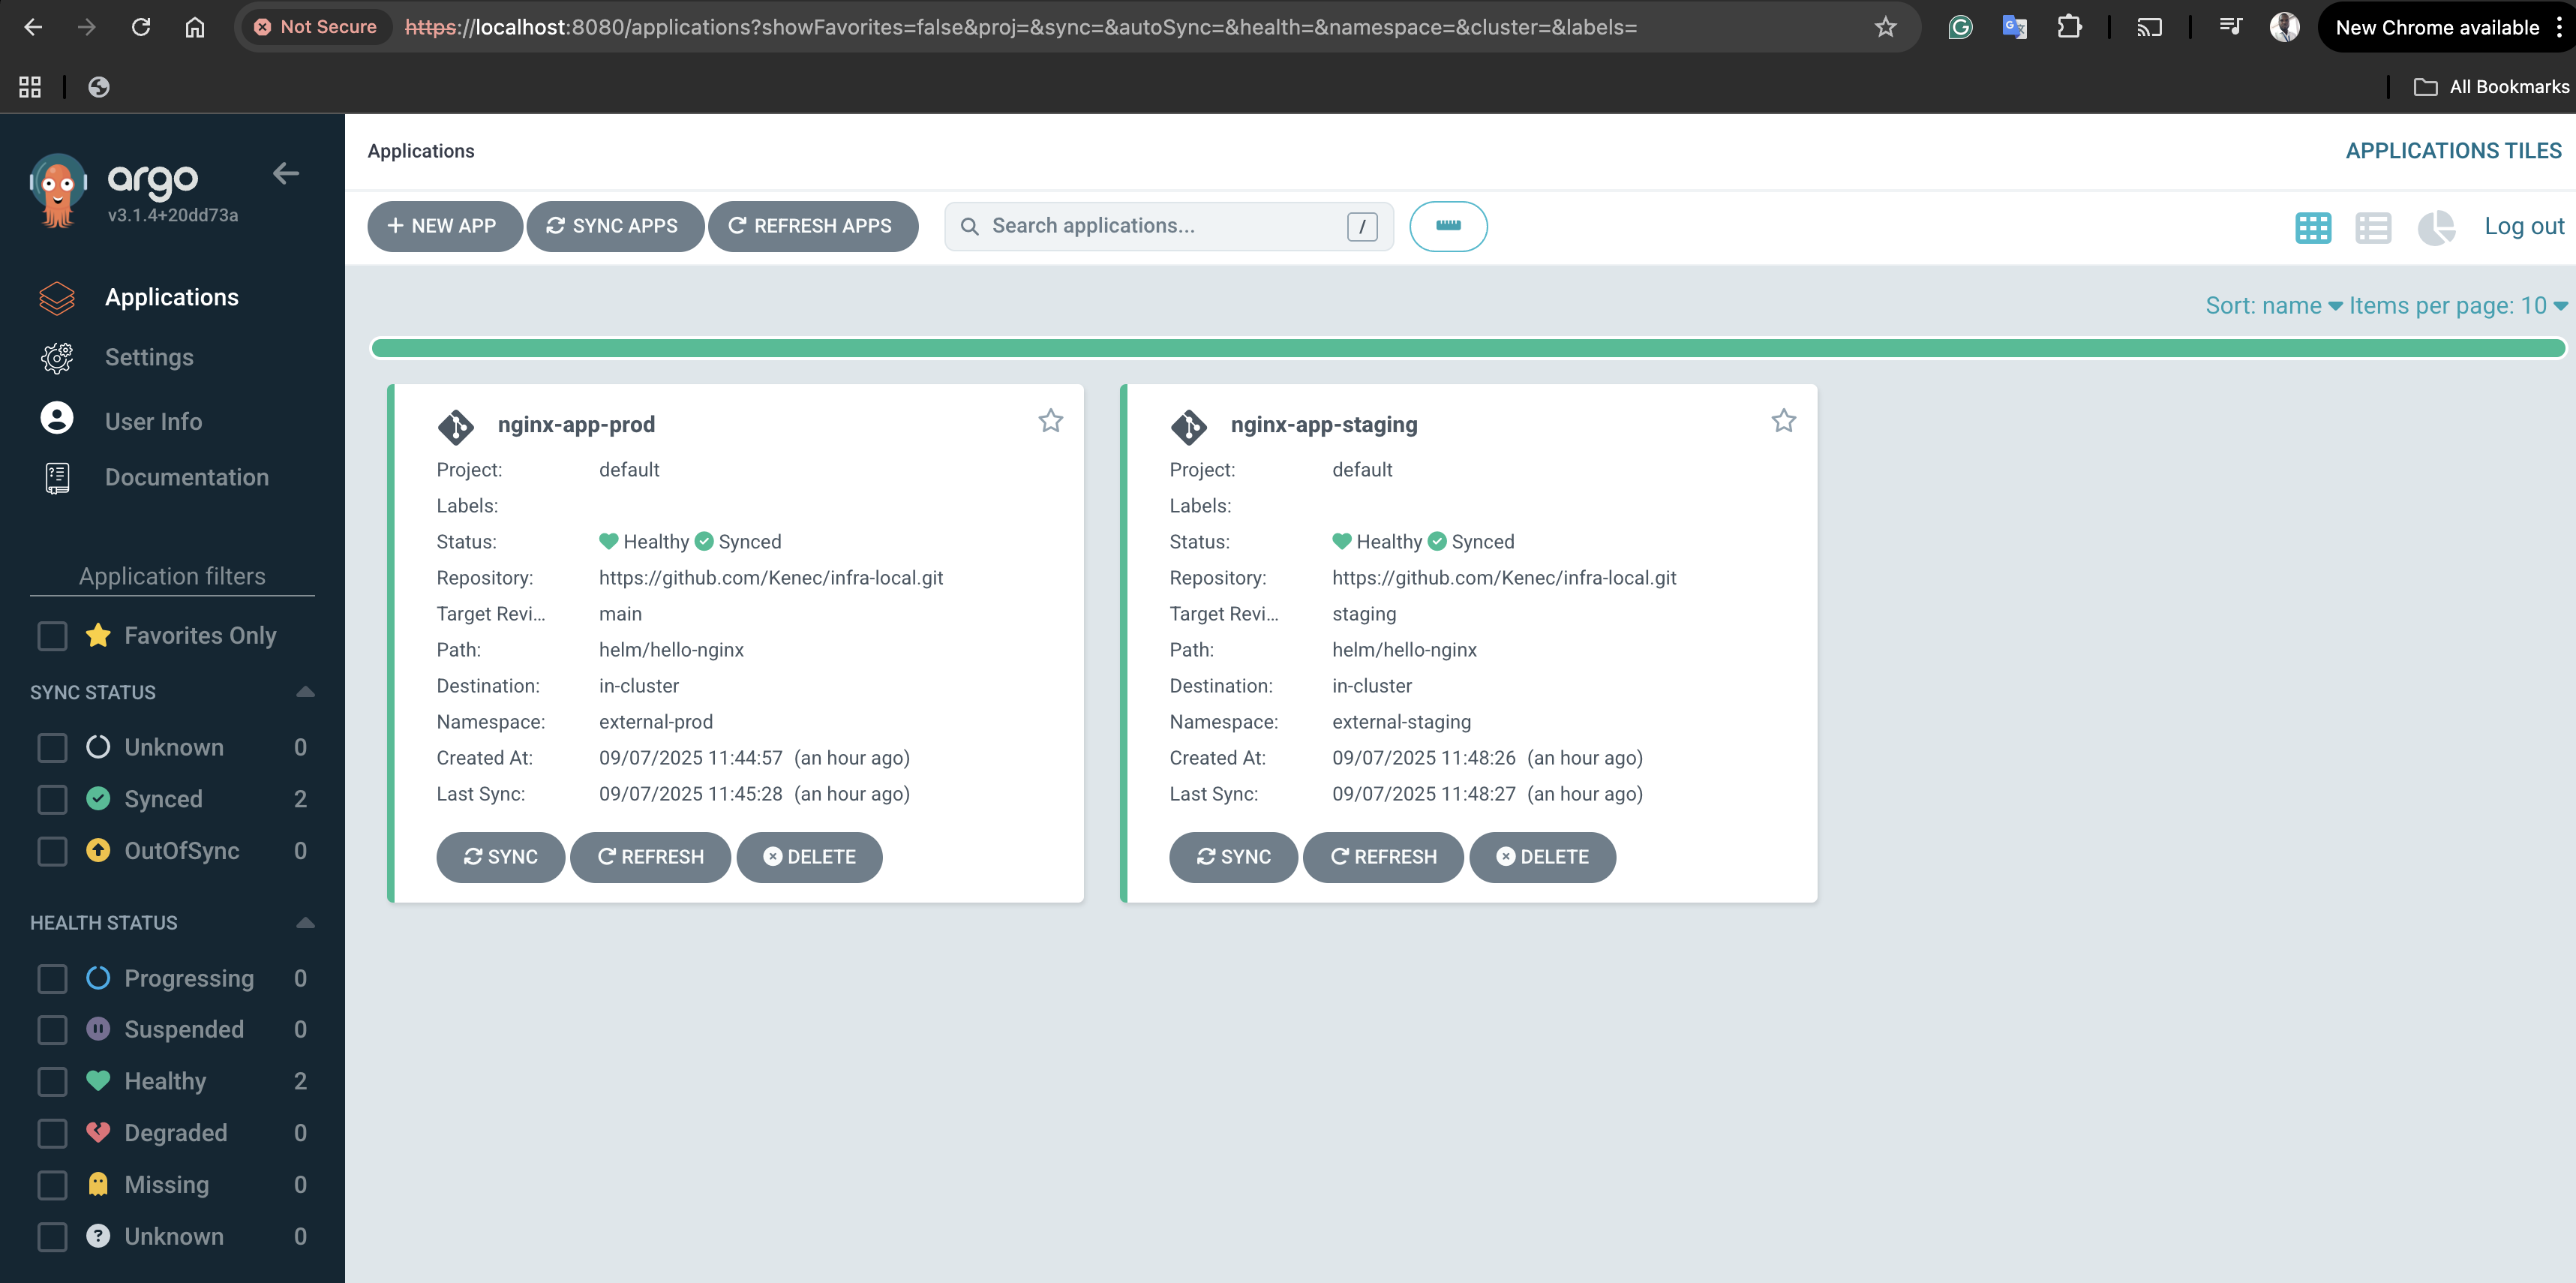 Not Secure https://localhost:8080/applications?showFavorites=false&proj=&sync=&autoSync=&health=&namespace=&cluster=&labels= New Chrome available
All Bookmarks
argo
v3.1.4+20dd73a
Applications
Settings
User Info
Documentation
Application filters
Favorites Only
SYNC STATUS
Unknown 0
Synced 2
OutOfSync 0
HEALTH STATUS
Progressing 0
Suspended 0
Healthy 2
Degraded 0
Missing 0
Unknown 0
Applications APPLICATIONS TILES
+ NEW APP SYNC APPS REFRESH APPS Search applications... / Log out
Sort: name Items per page: 10
nginx-app-prod
Project: default
Labels:
Status: Healthy Synced
Repository: https://github.com/Kenec/infra-local.git
Target Revi... main
Path: helm/hello-nginx
Destination: in-cluster
Namespace: external-prod
Created At: 09/07/2025 11:44:57 (an hour ago)
Last Sync: 09/07/2025 11:45:28 (an hour ago)
SYNC REFRESH DELETE
nginx-app-staging
Project: default
Labels:
Status: Healthy Synced
Repository: https://github.com/Kenec/infra-local.git
Target Revi... staging
Path: helm/hello-nginx
Destination: in-cluster
Namespace: external-staging
Created At: 09/07/2025 11:48:26 (an hour ago)
Last Sync: 09/07/2025 11:48:27 (an hour ago)
SYNC REFRESH DELETE